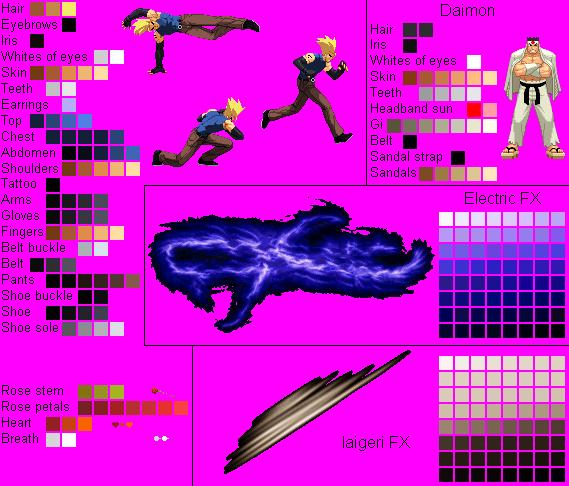 Hair
Eyebrows
Iris
Whites of eyes
Skin
Teeth
Earrings
Top
Chest
Abdomen
Shoulders
Tattoo
Arms
Gloves
Fingers
Belt buckle
Belt
Pants
Shoe buckle
Shoe
Shoe sole
Rose stem
Rose petals
Heart
Breath
Daimon
Hair
Iris
Whites of eyes
Skin
Teeth
Headband sun
Gi
Belt
Sandal strap
Sandals
Electric FX
Iaigeri FX